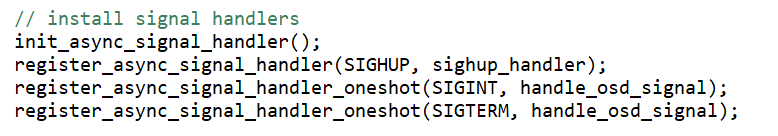 // install signal handlers
init_async_signal_handler();
register_async_signal_handler(SIGHUP, sighup_handler);
register_async_signal_handler_oneshot(SIGINT, handle_osd_signal);
register_async_signal_handler_oneshot(SIGTERM, handle_osd_signal);